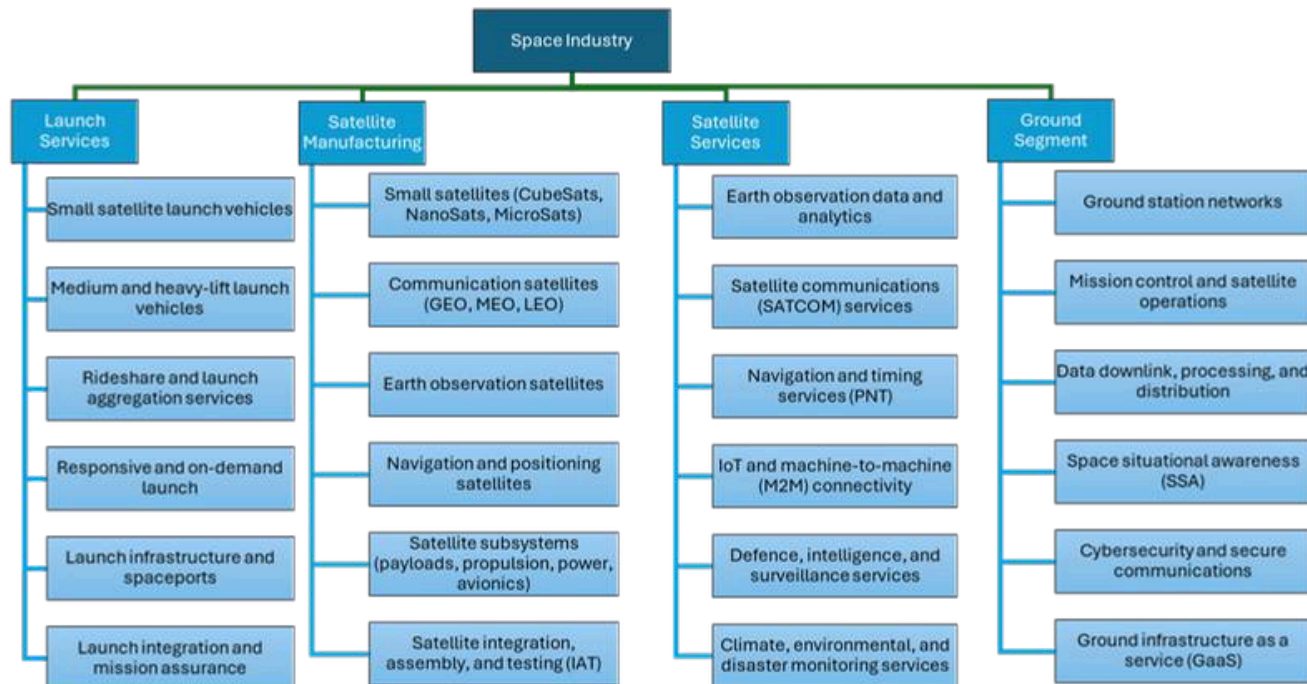 Space Industry
Launch
Services
Small satellite launch vehicles
Medium and heavy-lift launch
vehicles
Rideshare and launch
aggregation services
Responsive and on-demand
launch
Launch infrastructure and
spaceports
Launch integration and
mission assurance
Satellite
Manufacturing
Small satellites (CubeSats,
NanoSats, MicroSats)
Communication satellites
(GEO, MEO, LEO)
Earth observation satellites
Navigation and positioning
satellites
Satellite subsystems
(payloads, propulsion, power,
avionics)
Satellite integration,
assembly, and testing (IAT)
Satellite
Services
Earth observation data and
analytics
Satellite communications
(SATCOM) services
Navigation and timing
services (PNT)
IoT and machine-to-machine
(M2M) connectivity
Defence, intelligence, and
surveillance services
Climate, environmental, and
disaster monitoring services
Ground
Segment
Ground station networks
Mission control and satellite
operations
Data downlink, processing, and
distribution
Space situational awareness
(SSA)
Cybersecurity and secure
communications
Ground infrastructure as a
service (GaaS)